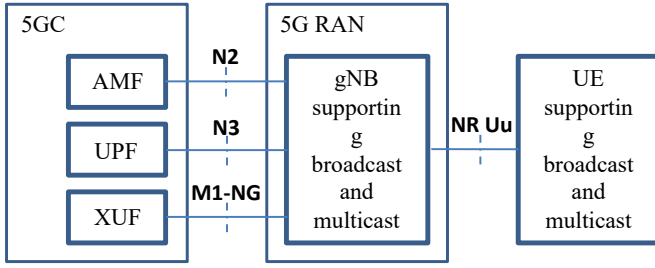 5GC
AMF
UPF
XUF
N2
N3
M1-NG
5G RAN
gNB
supportin
g
broadcast
and
multicast
NR Uu
UE
supportin
g
broadcast
and
multicast